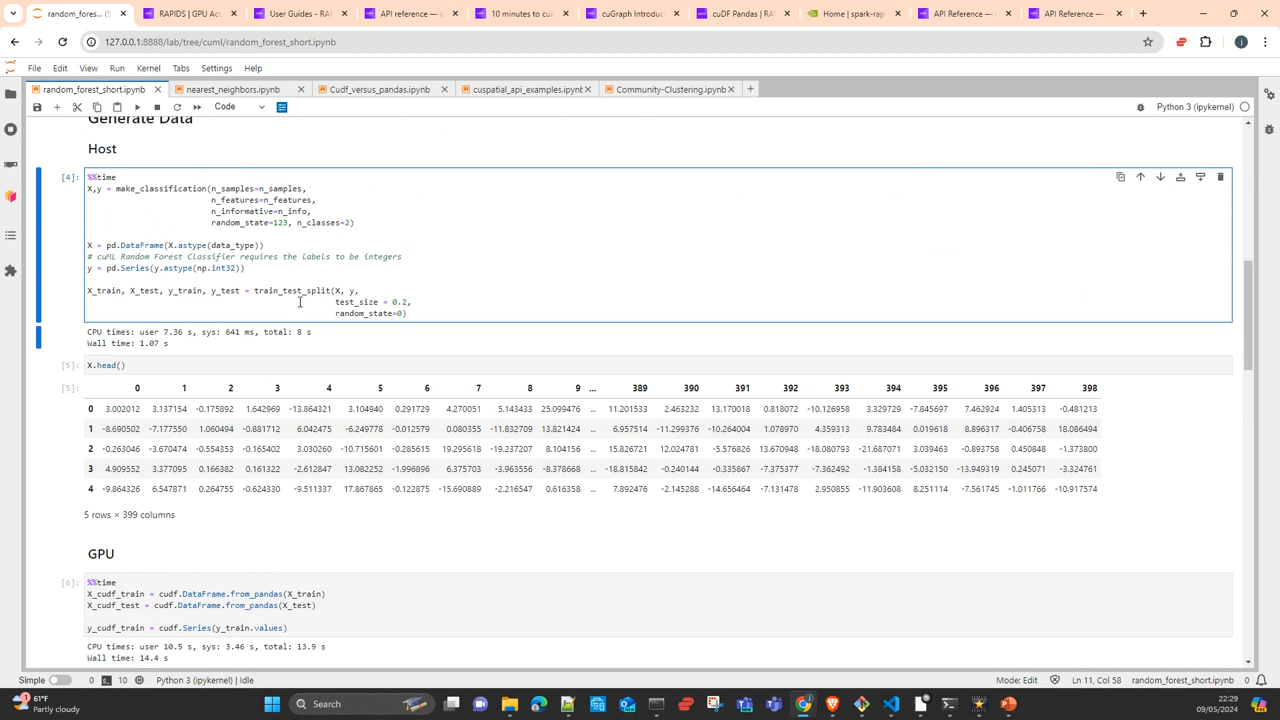 random_fores... (5) - Jup
RAPIDS | GPU Ac
User Guides - RAP
API reference — c
10 minutes to cu
cuGraph Introduc
cuDF Pandas | RA
Home | spark-rap
API Reference —
API Reference —
127.0.0.1:8888/lab/tree/cuml/random_forest_short.ipynb
File Edit View Run Kernel Tabs Settings Help
random_forest_short.ipynb
nearest_neighbors.ipynb
Cudf_versus_pandas.ipynb
cuspatial_api_examples.ipynb
Community-Clustering.ipynb
Code
Python 3 (ipykernel)
Generate Data
Host
[4]:
%%time
X,y = make_classification(n_samples=n_samples,
n_features=n_features,
n_informative=n_info,
random_state=123, n_classes=2)
X = pd.DataFrame(X.astype(data_type))
# cuML Random Forest Classifier requires the labels to be integers
y = pd.Series(y.astype(np.int32))
X_train, X_test, y_train, y_test = train_test_split(X, y,
test_size = 0.2,
random_state=0)
CPU times: user 7.36 s, sys: 641 ms, total: 8 s
Wall time: 1.07 s
[5]: X.head()
[5]: 0 1 2 3 4 5 6 7 8 9 ... 389 390 391 392 393 394 395 396 397 398
0 3.002012 3.137154 -0.175892 1.642969 -13.864321 3.104940 0.291729 4.270051 5.143433 25.099476 ... 11.201533 2.463232 13.170018 0.818072 -10.126958 3.329729 -7.845697 7.462924 1.405313 -0.481213
1 -8.690502 -7.177550 1.060494 -0.881712 6.042475 -6.249778 -0.012579 0.080355 -11.832709 13.821424 ... 6.957514 -11.299376 -10.264004 1.078970 4.359313 9.783484 0.019618 8.896317 -0.406758 18.086494
2 -0.263046 -3.670474 -0.554353 -0.165402 3.030260 -10.715601 -0.285615 19.295618 -19.237207 8.104156 ... 15.826721 12.024781 -5.576826 13.670948 -18.080793 -21.687071 3.039463 -0.893758 0.450848 -1.373800
3 4.909552 3.377095 0.166382 0.161322 -2.612847 13.082252 -1.996896 6.375703 -3.963556 -8.378668 ... -18.815842 -0.240144 -0.335867 -7.375377 -7.362492 -1.384158 -5.032150 -13.949319 0.245071 -3.324761
4 -9.864326 6.547871 0.264755 -0.624330 -9.511337 17.867865 -0.122875 -15.690889 -2.216547 0.616358 ... 7.892476 -2.145288 -14.656464 -7.131478 2.950855 -11.903608 8.251114 -7.561745 -1.011766 -10.917574
5 rows × 399 columns
GPU
[6]:
%%time
X_cudf_train = cudf.DataFrame.from_pandas(X_train)
X_cudf_test = cudf.DataFrame.from_pandas(X_test)
y_cudf_train = cudf.Series(y_train.values)
CPU times: user 10.5 s, sys: 3.46 s, total: 13.9 s
Wall time: 14.4 s
Simple 0 10 Python 3 (ipykernel) | Idle
Mode: Edit Ln 11, Col 58 random_forest_short.ipynb 0
61°F
Partly cloudy
Search
22:29
09/05/2024